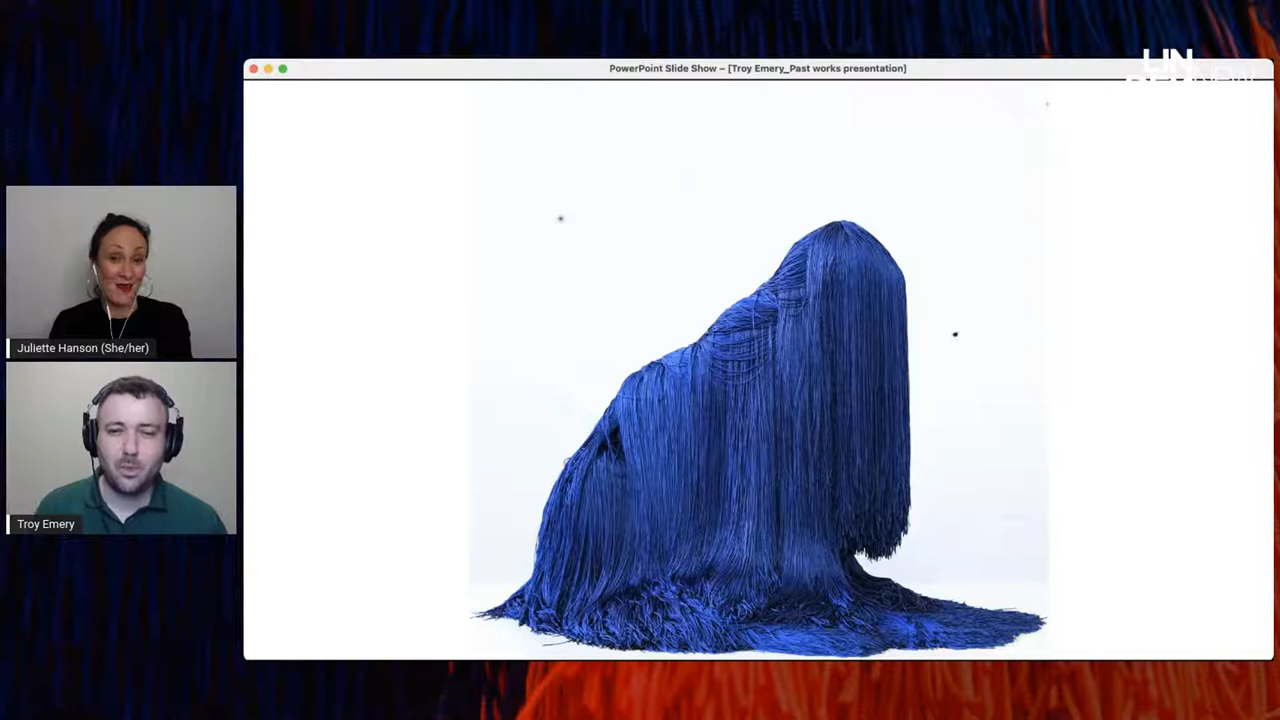 PowerPoint Slide Show – [Troy Emery_Past works presentation]
Juliette Hanson (She/her)
Troy Emery